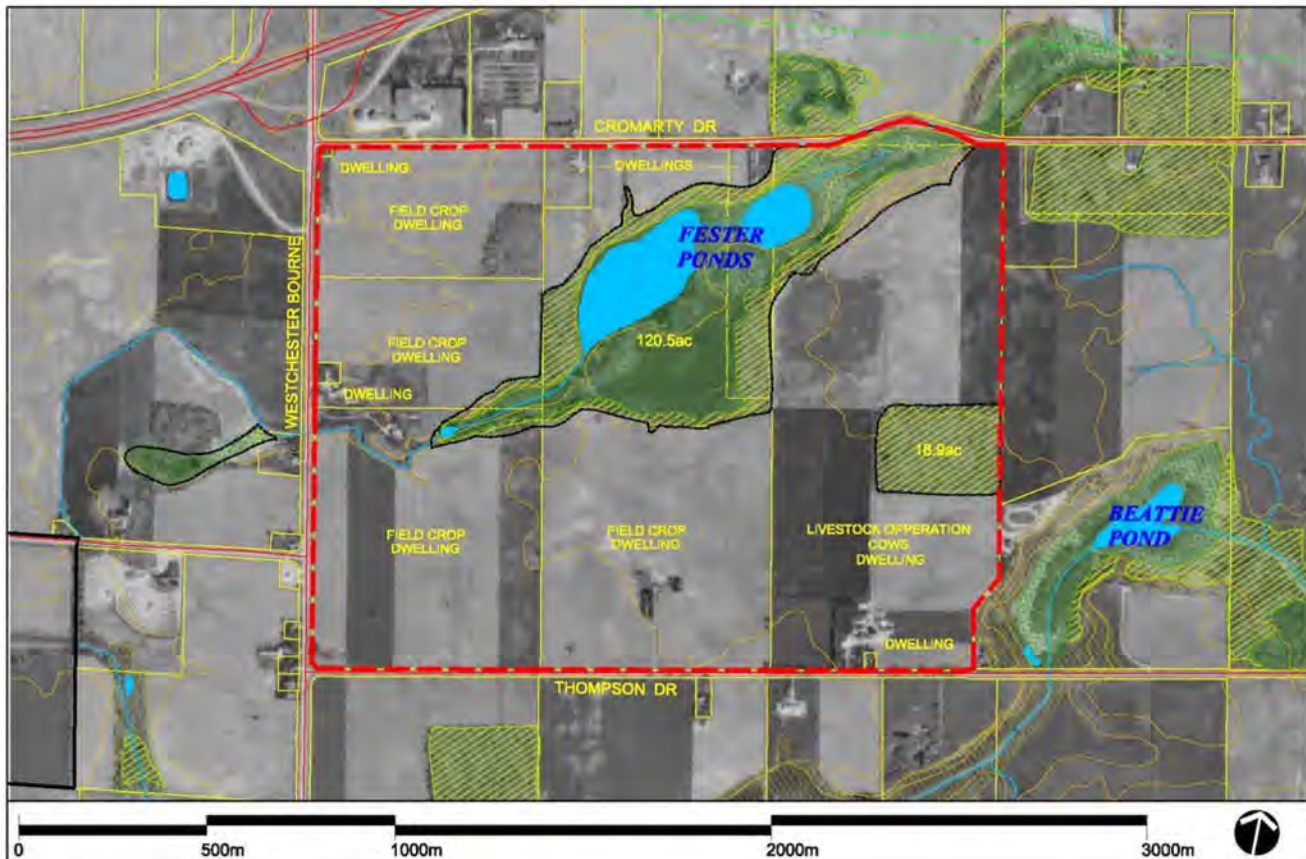 CROMARTY DR
DWELLING
DWELLINGS
FIELD CROP
DWELLING
FESTER
PONDS
WESTCHESTER BOURNE
120.5ac
FIELD CROP
DWELLING
DWELLING
18.9ac
FIELD CROP
DWELLING
FIELD CROP
DWELLING
LIVESTOCK OPPERATION
COWS
DWELLING
BEATTIE
POND
DWELLING
THOMPSON DR
0 500m 1000m 2000m 3000m